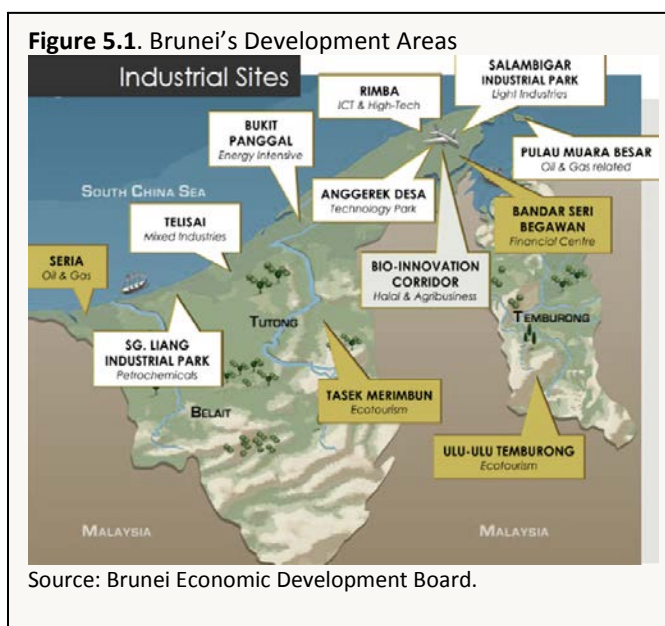 Figure 5.1. Brunei's Development Areas
Industrial Sites
SALAMBIGAR
INDUSTRIAL PARK
Light Industries
RIMBA
ICT & High-Tech
BUKIT
PANGGAL
Energy Intensive
PULAU MUARA BESAR
Oil & Gas related
SOUTH CHINA SEA
ANGGEREK DESA
Technology Park
TELISAI
Mixed Industries
BANDAR SERI
BEGAWAN
Financial Centre
SERIA
Oil & Gas
BIO-INNOVATION
CORRIDOR
Halal & Agribusiness
TUTONG
TEMBURONG
SG. LIANG
INDUSTRIAL PARK
Petrochemicals
TASEK MERIMBUN
Ecotourism
BELAIT
ULU-ULU TEMBURONG
Ecotourism
MALAYSIA
MALAYSIA
Source: Brunei Economic Development Board.